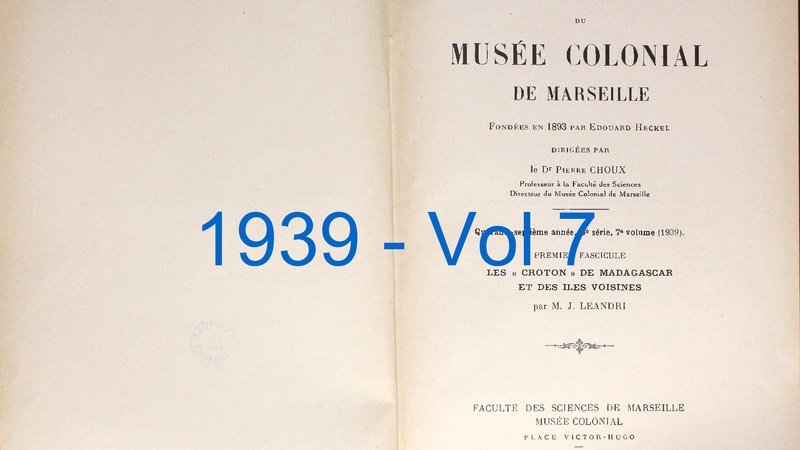 DU
MUSÉE COLONIAL
DE MARSEILLE
FONDÉES EN 1893 PAR EDOUARD HECKEL
DIRIGÉES PAR
le Dr PIERRE CHOUX
Professeur à la Faculté des Sciences
Directeur du Musée Colonial de Marseille
série, 7e volume (1939).
1939 - Vol 7
PREMIER FASCICULE
LES « CROTON » DE MADAGASCAR
ET DES ILES VOISINES
par M. J. LEANDRI
FACULTÉ DES SCIENCES DE MARSEILLE
MUSÉE COLONIAL
PLACE VICTOR-HUGO